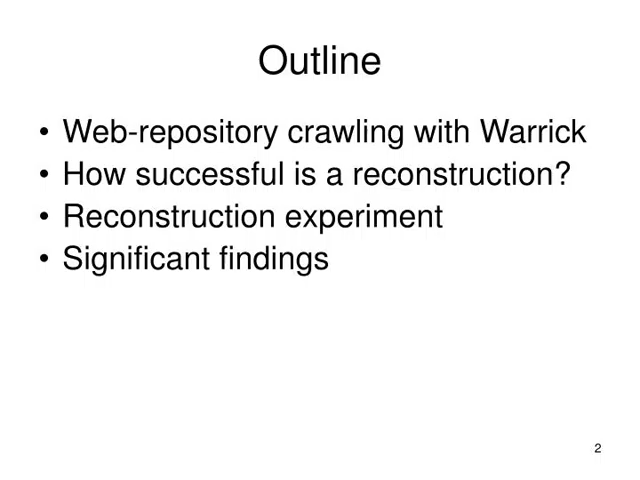 Outline
• Web-repository crawling with Warrick
• How successful is a reconstruction?
• Reconstruction experiment
• Significant findings
2